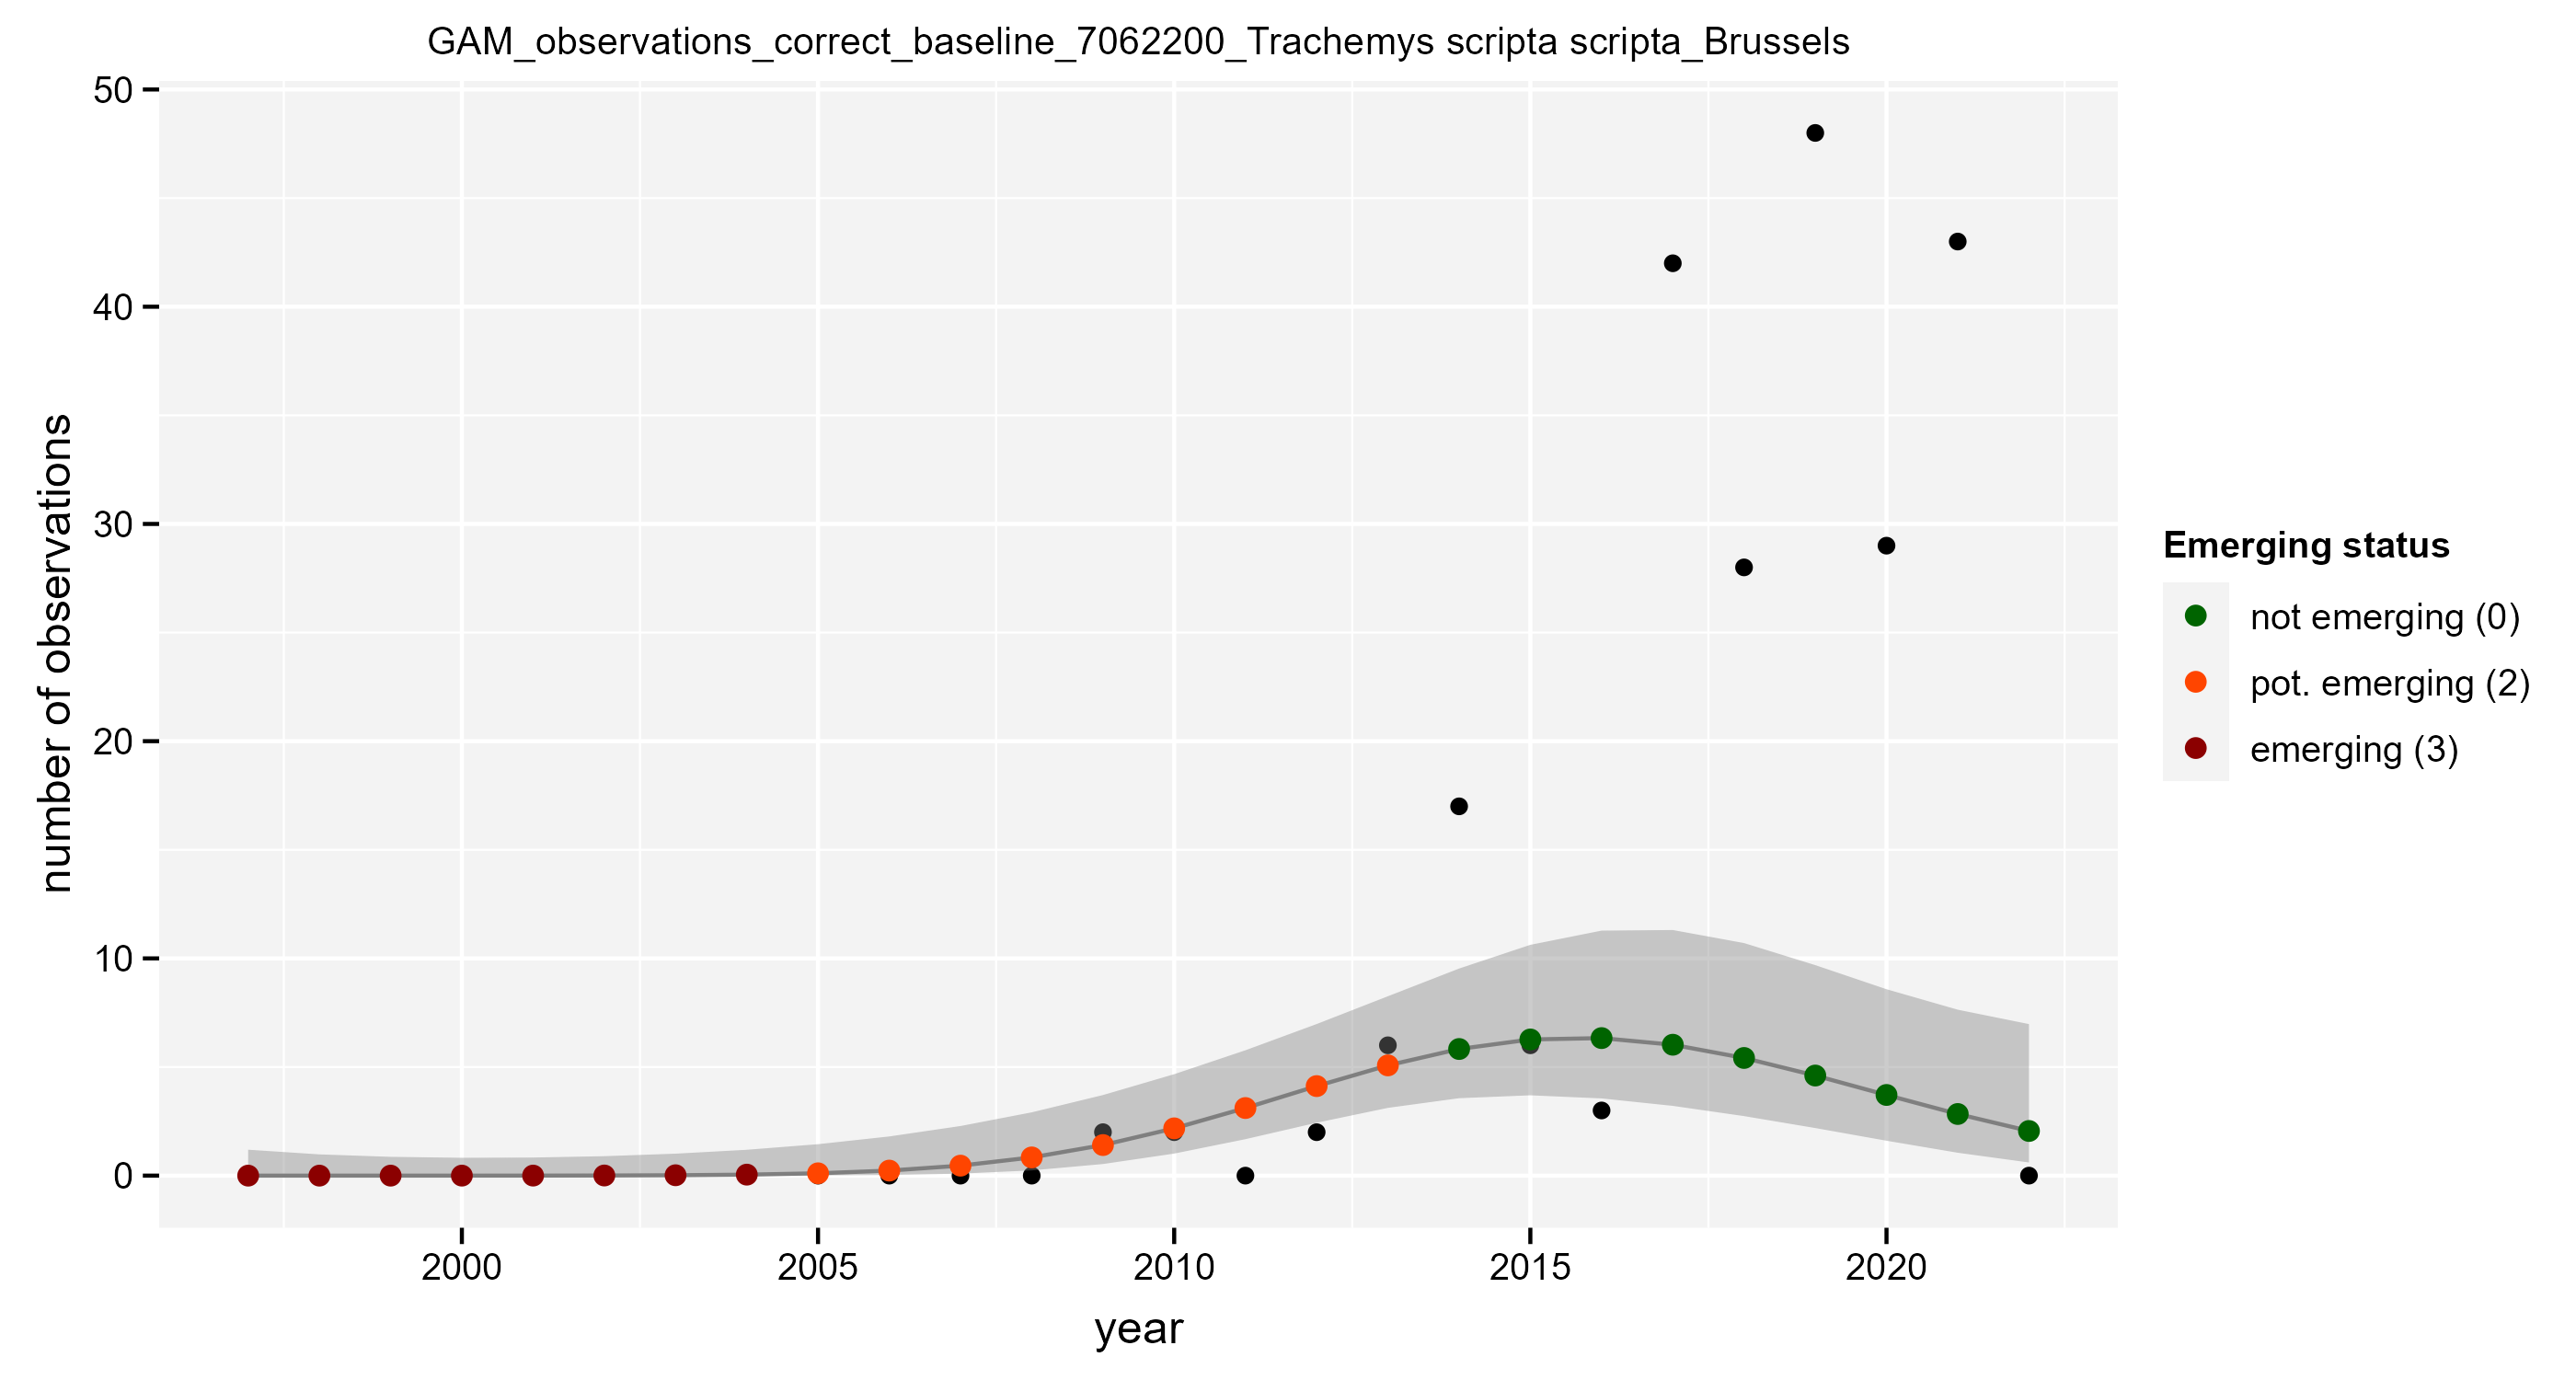 GAM_observations_correct_baseline_7062200_Trachemys scripta scripta_Brussels
number of observations
50
40
30
20
10
0
2000 2005 2010 2015 2020
year
Emerging status
not emerging (0)
pot. emerging (2)
emerging (3)